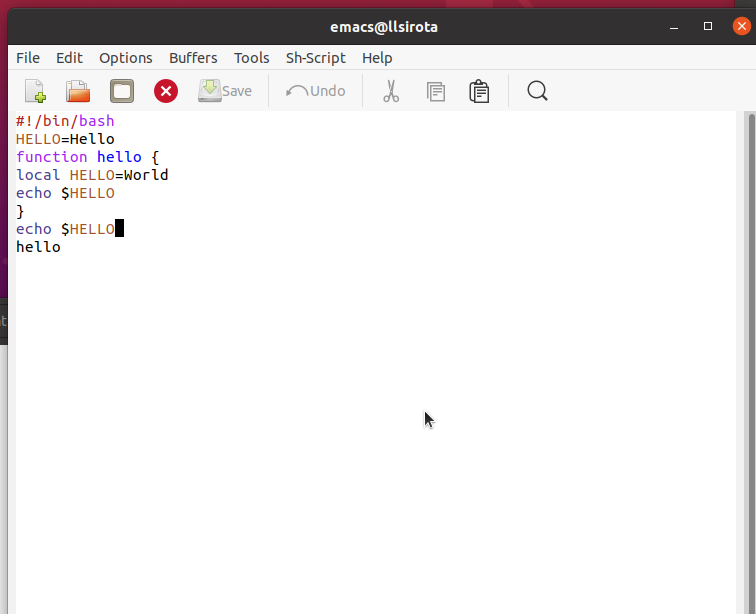 emacs@llsirota
File Edit Options Buffers Tools Sh-Script Help
Save Undo
#!/bin/bash
HELLO=Hello
function hello {
local HELLO=World
echo $HELLO
}
echo $HELLO
hello